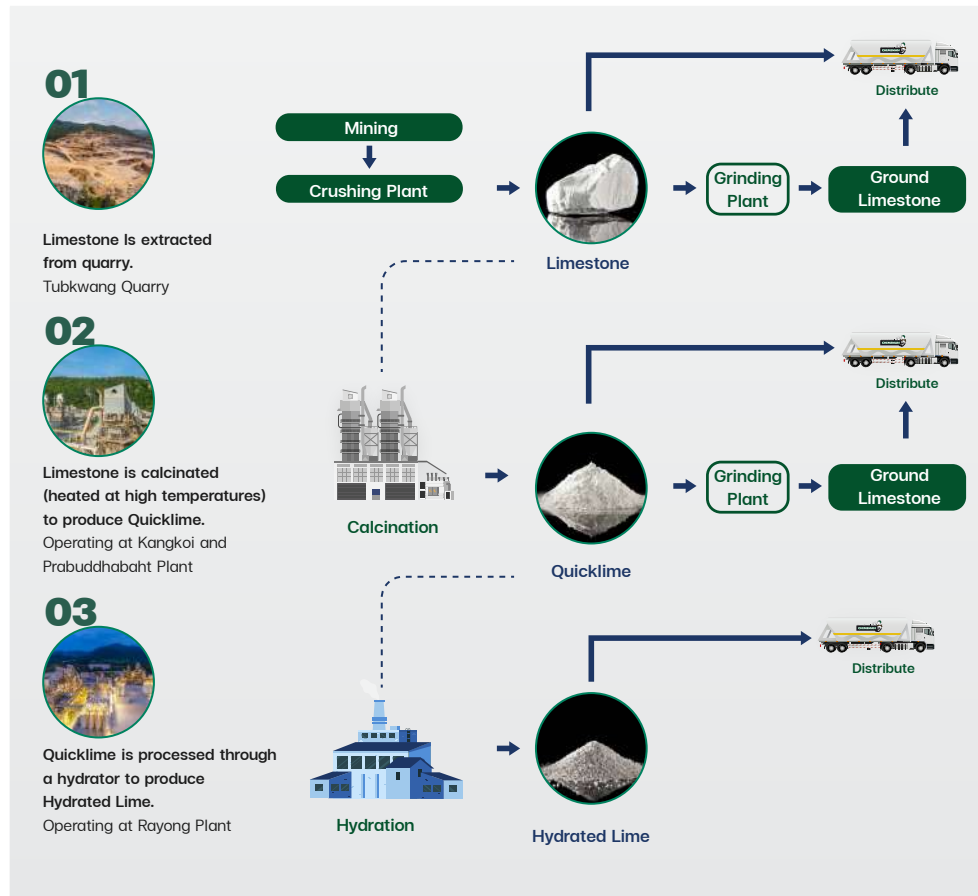 01
Limestone Is extracted
from quarry.
Tubkwang Quarry
Mining
Crushing Plant
Limestone
Grinding
Plant
Ground
Limestone
Distribute
02
Limestone is calcinated
(heated at high temperatures)
to produce Quicklime.
Operating at Kangkoi and
Prabuddhabaht Plant
Calcination
Quicklime
Grinding
Plant
Ground
Limestone
Distribute
03
Quicklime is processed through
a hydrator to produce
Hydrated Lime.
Operating at Rayong Plant
Hydration
Hydrated Lime
Distribute